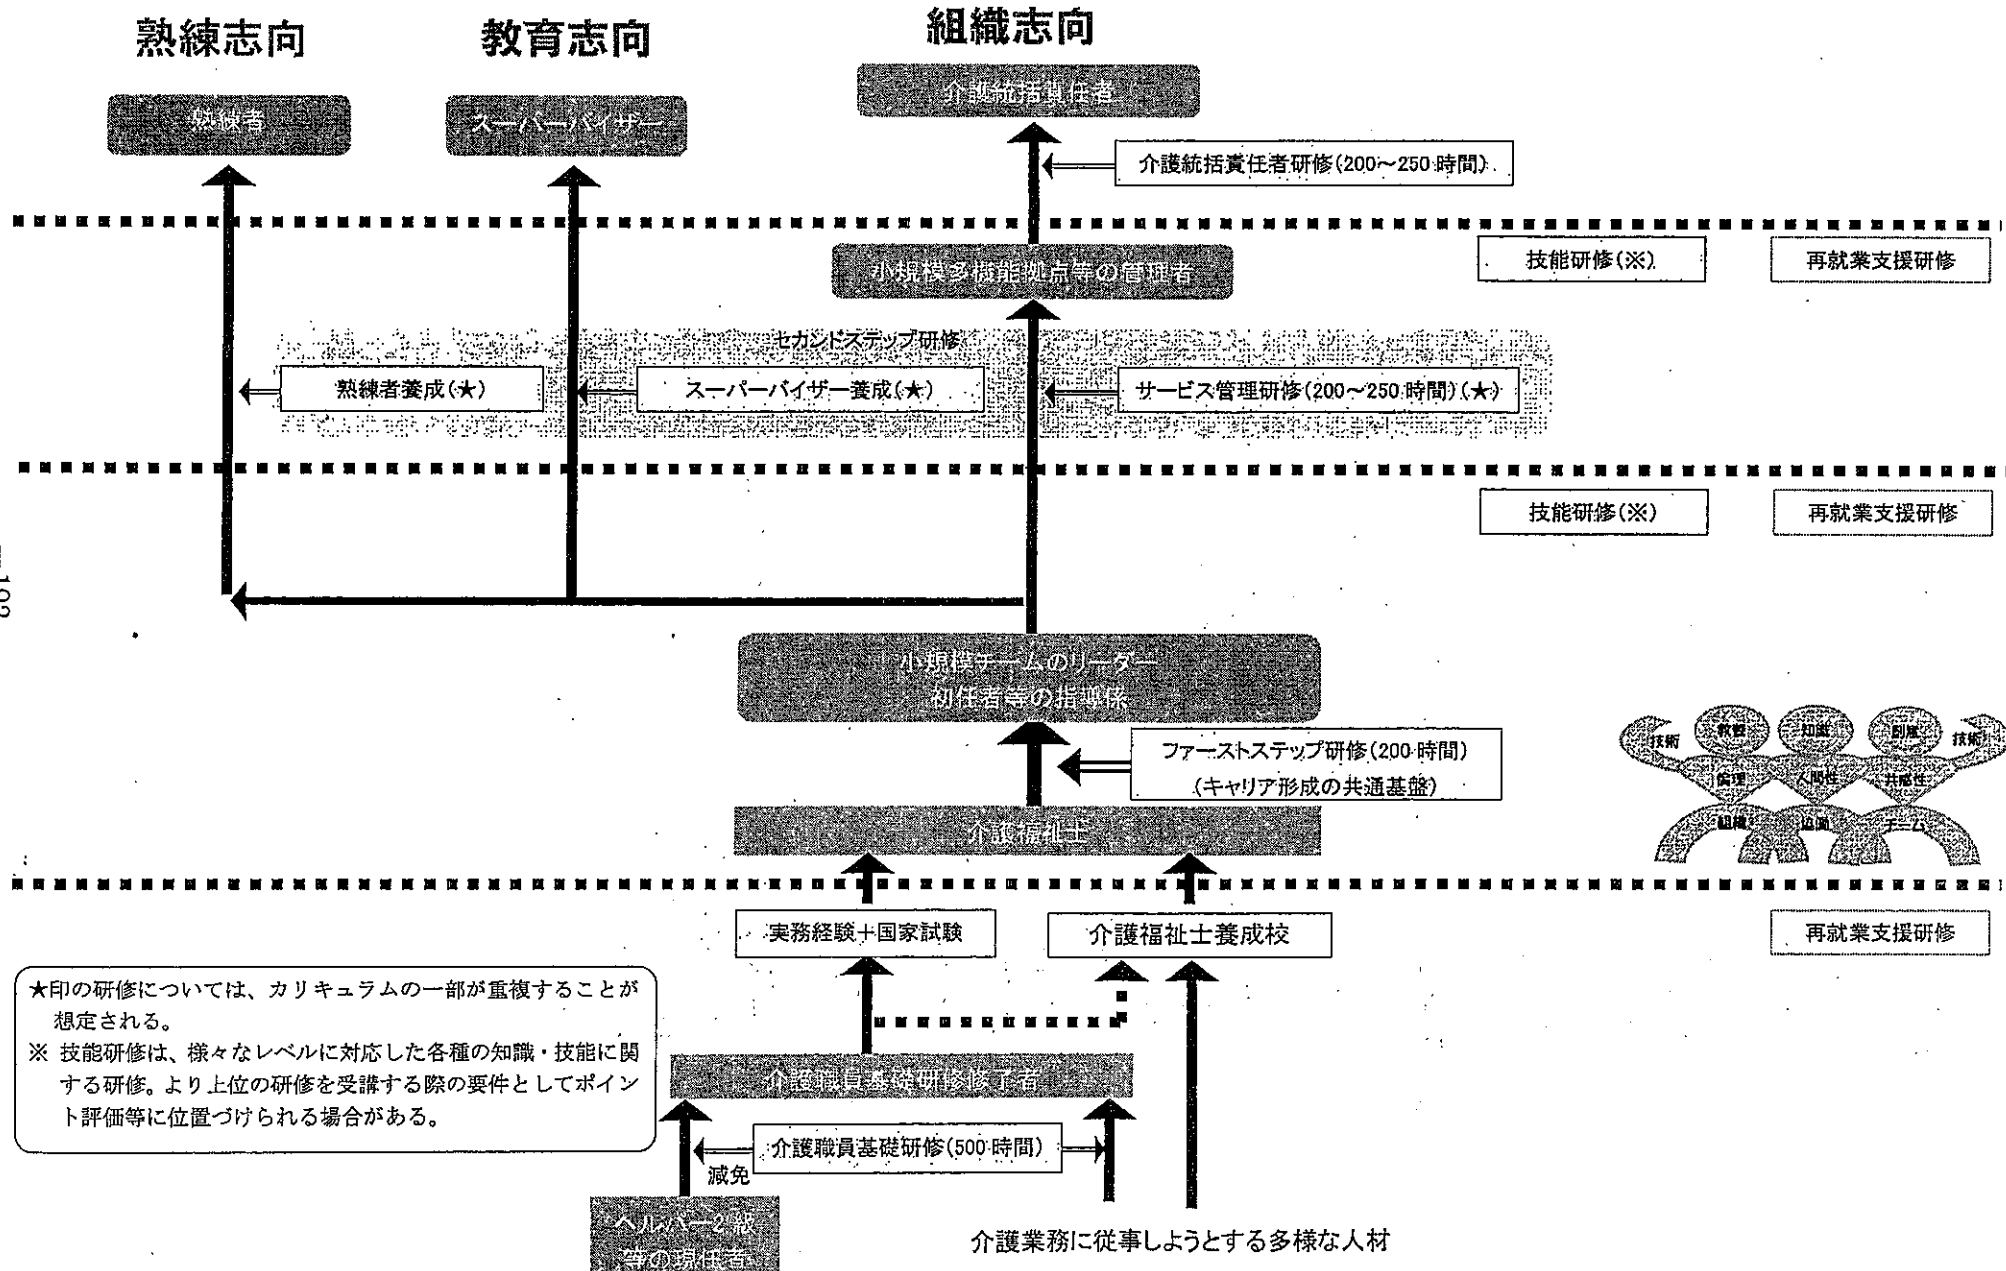 熟練志向
教育志向
組織志向
熟練者
スーパーバイザー
介護統括責任者
介護統括責任者研修(200～250時間)
小規模多機能拠点等の管理者
技能研修(※)
再就業支援研修
セカンドステップ研修
熟練者養成(★)
スーパーバイザー養成(★)
サービス管理研修(200～250時間)(★)
技能研修(※)
再就業支援研修
小規模チームのリーダー
初任者等の指導係
ファーストステップ研修(200時間)
(キャリア形成の共通基盤)
介護福祉士
技術
教養
知識
制度
技術
倫理
人間性
共感性
組織
協働
チーム
実務経験＋国家試験
介護福祉士養成校
再就業支援研修
★印の研修については、カリキュラムの一部が重複することが
想定される。
※ 技能研修は、様々なレベルに対応した各種の知識・技能に関
する研修。より上位の研修を受講する際の要件としてポイン
ト評価等に位置づけられる場合がある。
介護職員基礎研修修了者
介護職員基礎研修(500時間)
減免
ヘルパー2級
等の現任者
介護業務に従事しようとする多様な人材